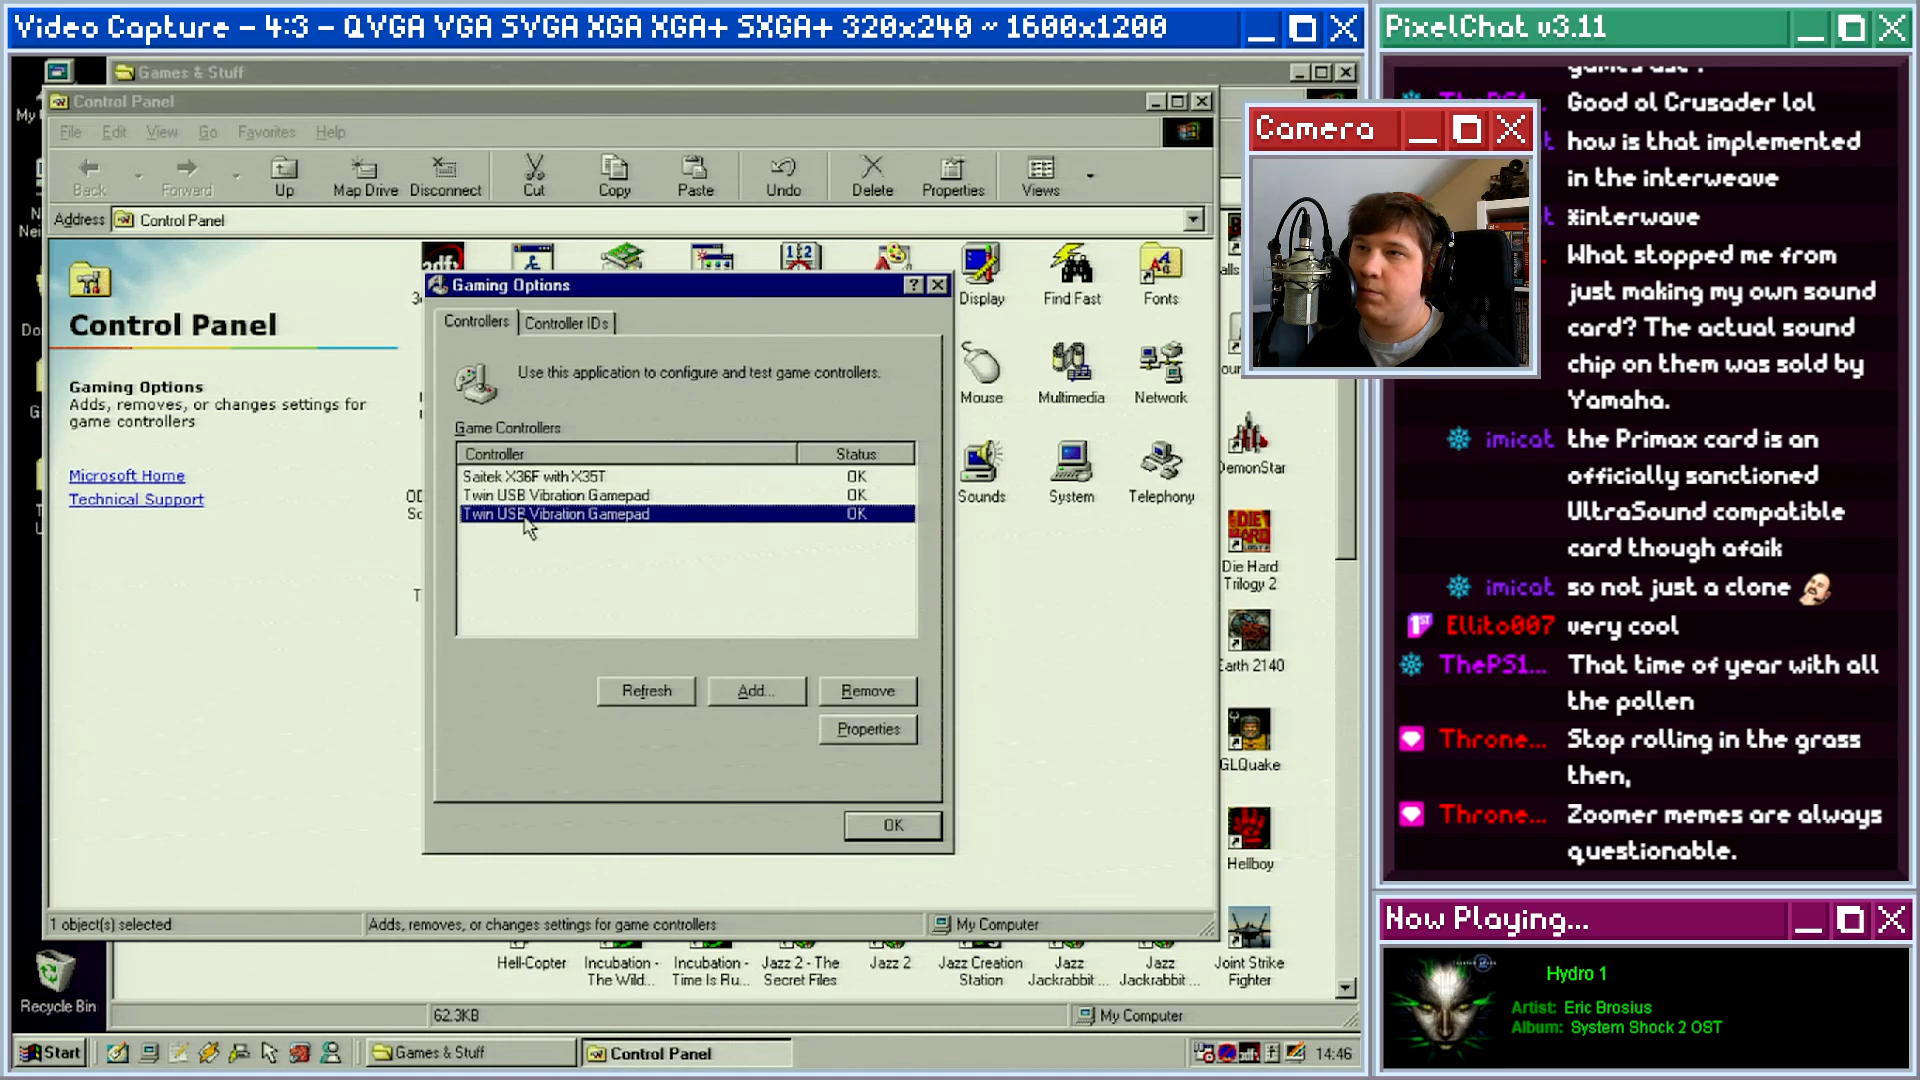 Video Capture - 4:3 - QVGA VGA SVGA XGA XGA+ SXGA+ 320x240 ~ 1600x1200
Games & Stuff
Control Panel
File Edit View Go Favorites Help
Back Forward Up Map Drive Disconnect Cut Copy Paste Undo Delete Properties Views
Address Control Panel
Control Panel
Gaming Options
Adds, removes, or changes settings for
game controllers
Microsoft Home
Technical Support
Display Find Fast Fonts
Mouse Multimedia Network
Sounds System Telephony
Gaming Options
Controllers Controller IDs
Use this application to configure and test game controllers.
Game Controllers
Controller Status
Saitek X36F with X35T OK
Twin USB Vibration Gamepad OK
Twin USB Vibration Gamepad OK
Refresh Add... Remove
Properties
OK
DemonStar
Die Hard
Trilogy 2
Earth 2140
GLQuake
Hellboy
Joint Strike
Fighter
1 object(s) selected
Adds, removes, or changes settings for game controllers
My Computer
Hell-Copter
Incubation -
The Wild...
Incubation -
Time Is Ru...
Jazz 2 - The
Secret Files
Jazz 2
Jazz Creation
Station
Jazz
Jackrabbit ...
Jazz
Jackrabbit ...
Recycle Bin
62.3KB
My Computer
Start Games & Stuff Control Panel 14:46
Camera
PixelChat v3.11
ThePS1... Good ol Crusader lol
how is that implemented
in the interweave
*interwave
What stopped me from
just making my own sound
card? The actual sound
chip on them was sold by
Yamaha.
imicat the Primax card is an
officially sanctioned
UltraSound compatible
card though afaik
imicat so not just a clone
1ST Ellito007 very cool
ThePS1... That time of year with all
the pollen
Throne... Stop rolling in the grass
then,
Throne... Zoomer memes are always
questionable.
Now Playing...
Hydro 1
Artist: Eric Brosius
Album: System Shock 2 OST